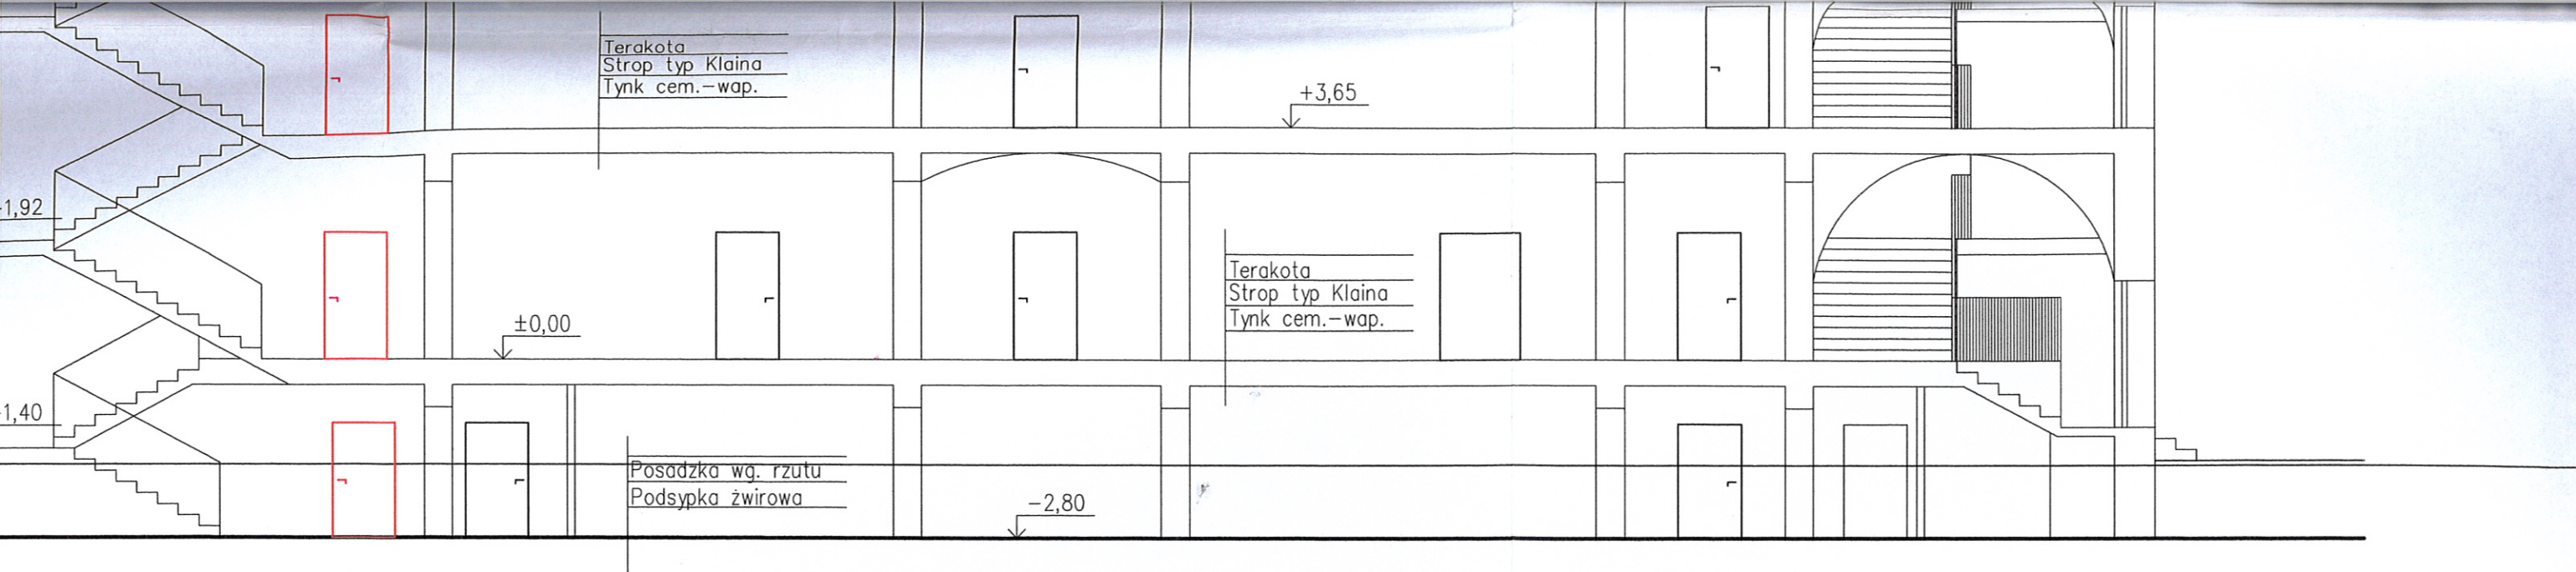 Terakota
Strop typ Klaina
Tynk cem.-wap.
+3,65
1,92
±0,00
Terakota
Strop typ Klaina
Tynk cem.-wap.
1,40
Posadzka wg. rzutu
Podsypka żwirowa
-2,80